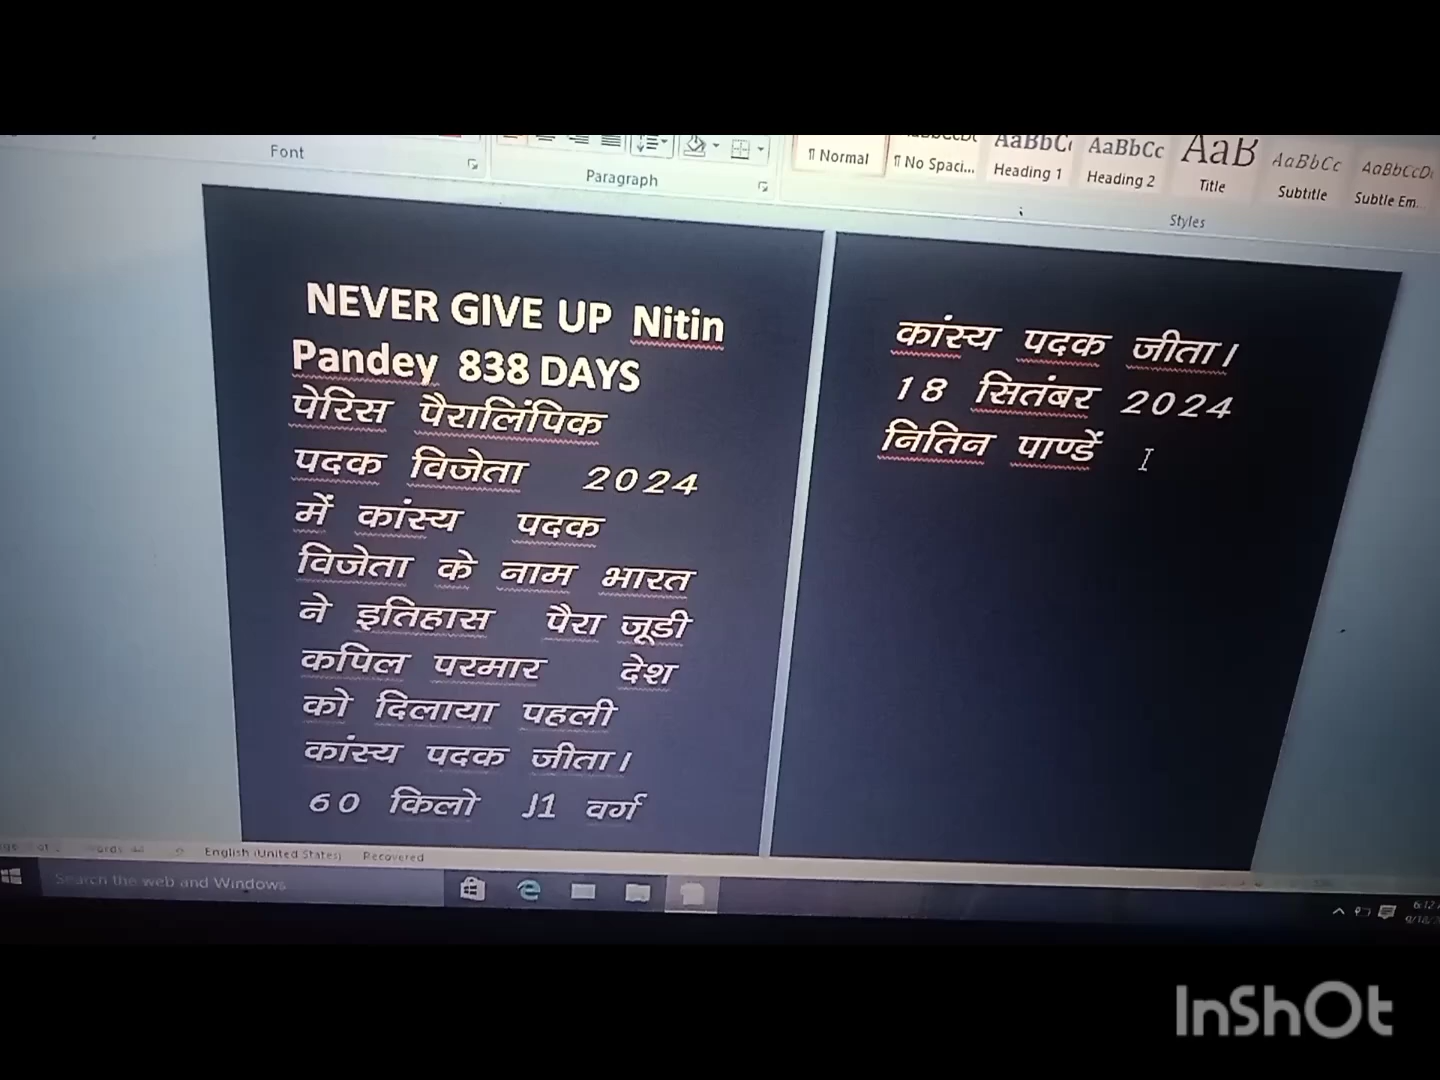 Font
Paragraph
¶ Normal
¶ No Spaci...
Heading 1
Heading 2
Title
Subtitle
Subtle Em...
AaBbCc
AaB
AaBbCc
Styles
NEVER GIVE UP Nitin
Pandey 838 DAYS
पेरिस पैरालिंपिक
पदक विजेता 2024
में कांस्य पदक
विजेता के नाम भारत
ने इतिहास पैरा जूडी
कपिल परमार देश
को दिलाया पहली
कांस्य पदक जीता।
60 किलो J1 वर्ग
कांस्य पदक जीता।
18 सितंबर 2024
नितिन पाण्डें
English (United States) Recovered
Search the web and Windows
InShOt